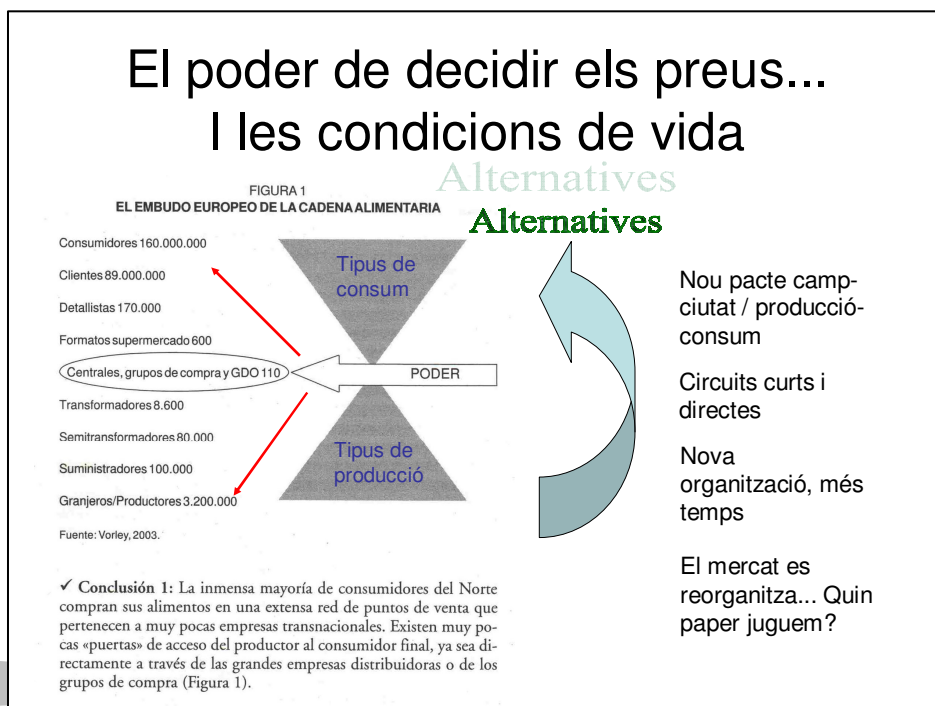 El poder de decidir els preus...
I les condicions de vida
Alternatives
Alternatives
FIGURA 1
EL EMBUDO EUROPEO DE LA CADENA ALIMENTARIA
Consumidores 160.000.000
Clientes 89.000.000
Detallistas 170.000
Formatos supermercado 600
Centrales, grupos de compra y GDO 110
Transformadores 8.600
Semitransformadores 80.000
Suministradores 100.000
Granjeros/Productores 3.200.000
Fuente: Vorley, 2003.
Tipus de
consum
PODER
Tipus de
producció
✓ Conclusión 1: La inmensa mayoría de consumidores del Norte
compran sus alimentos en una extensa red de puntos de venta que
pertenecen a muy pocas empresas transnacionales. Existen muy po-
cas «puertas» de acceso del productor al consumidor final, ya sea di-
rectamente a través de las grandes empresas distribuidoras o de los
grupos de compra (Figura 1).
Nou pacte camp-
ciutat / producció-
consum
Circuits curts i
directes
Nova
organització, més
temps
El mercat es
reorganitza... Quin
paper juguem?